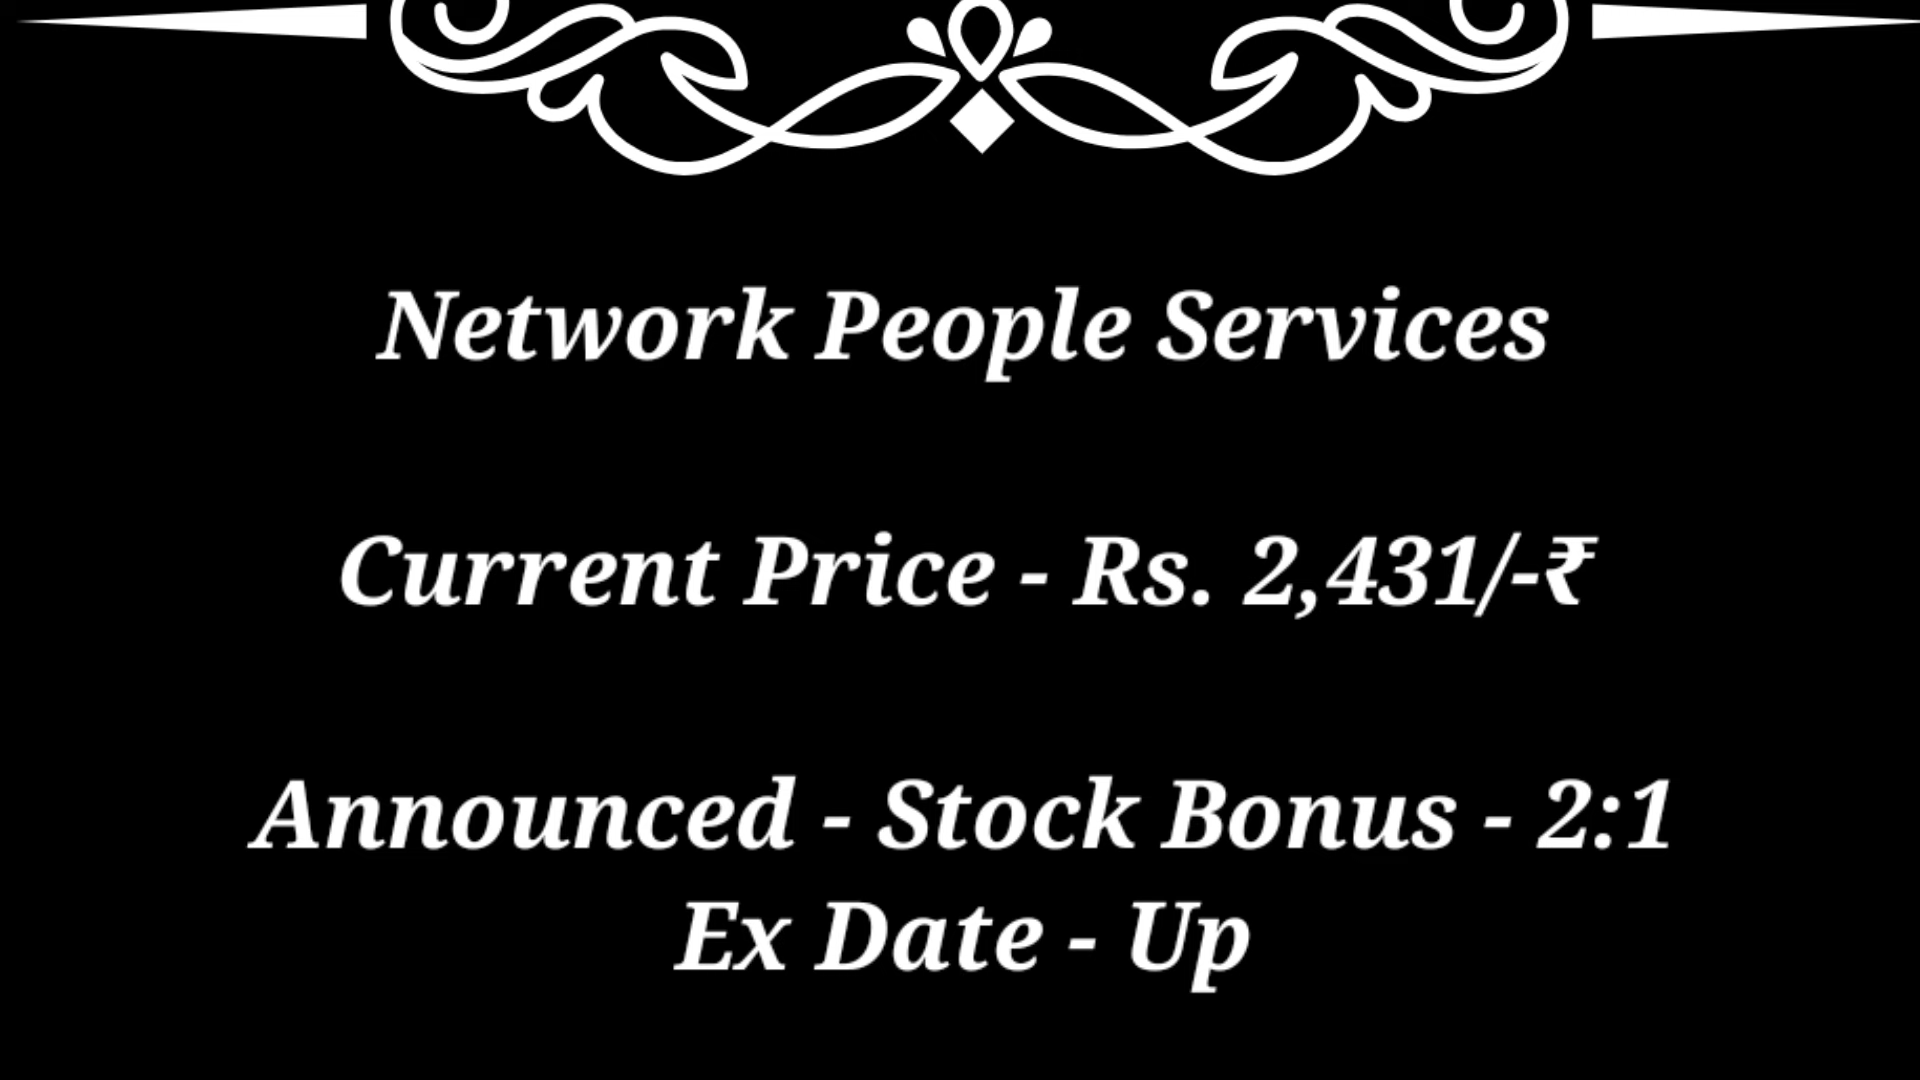 Network People Services
Current Price - Rs. 2,431/-₹
Announced - Stock Bonus - 2:1
Ex Date - Up